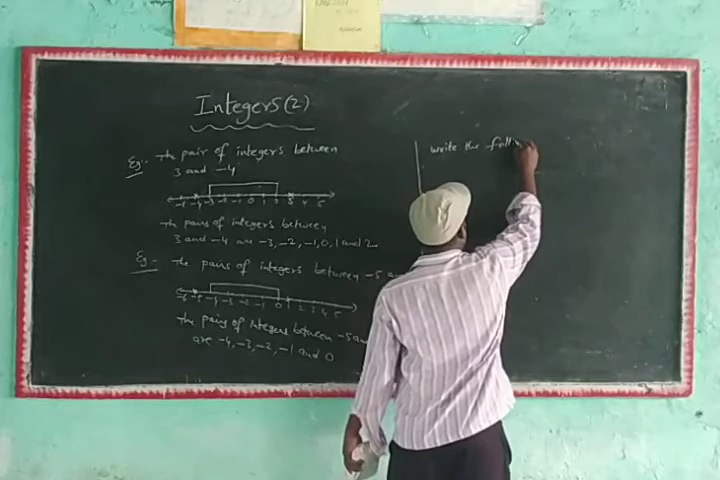 Integers (2)
Eg:- The pair of integers between
3 and -4
-5 -4 -3 -2 -1 0 1 2 3 4 5
The pairs of integers between
3 and -4 are -3, -2, -1, 0, 1 and 2
Eg:- The pairs of integers between -5
-6 -5 -4 -3 -2 -1 0 1 2 3 4 5
The pairs of integers between -5
are -4, -3, -2, -1 and 0
write the